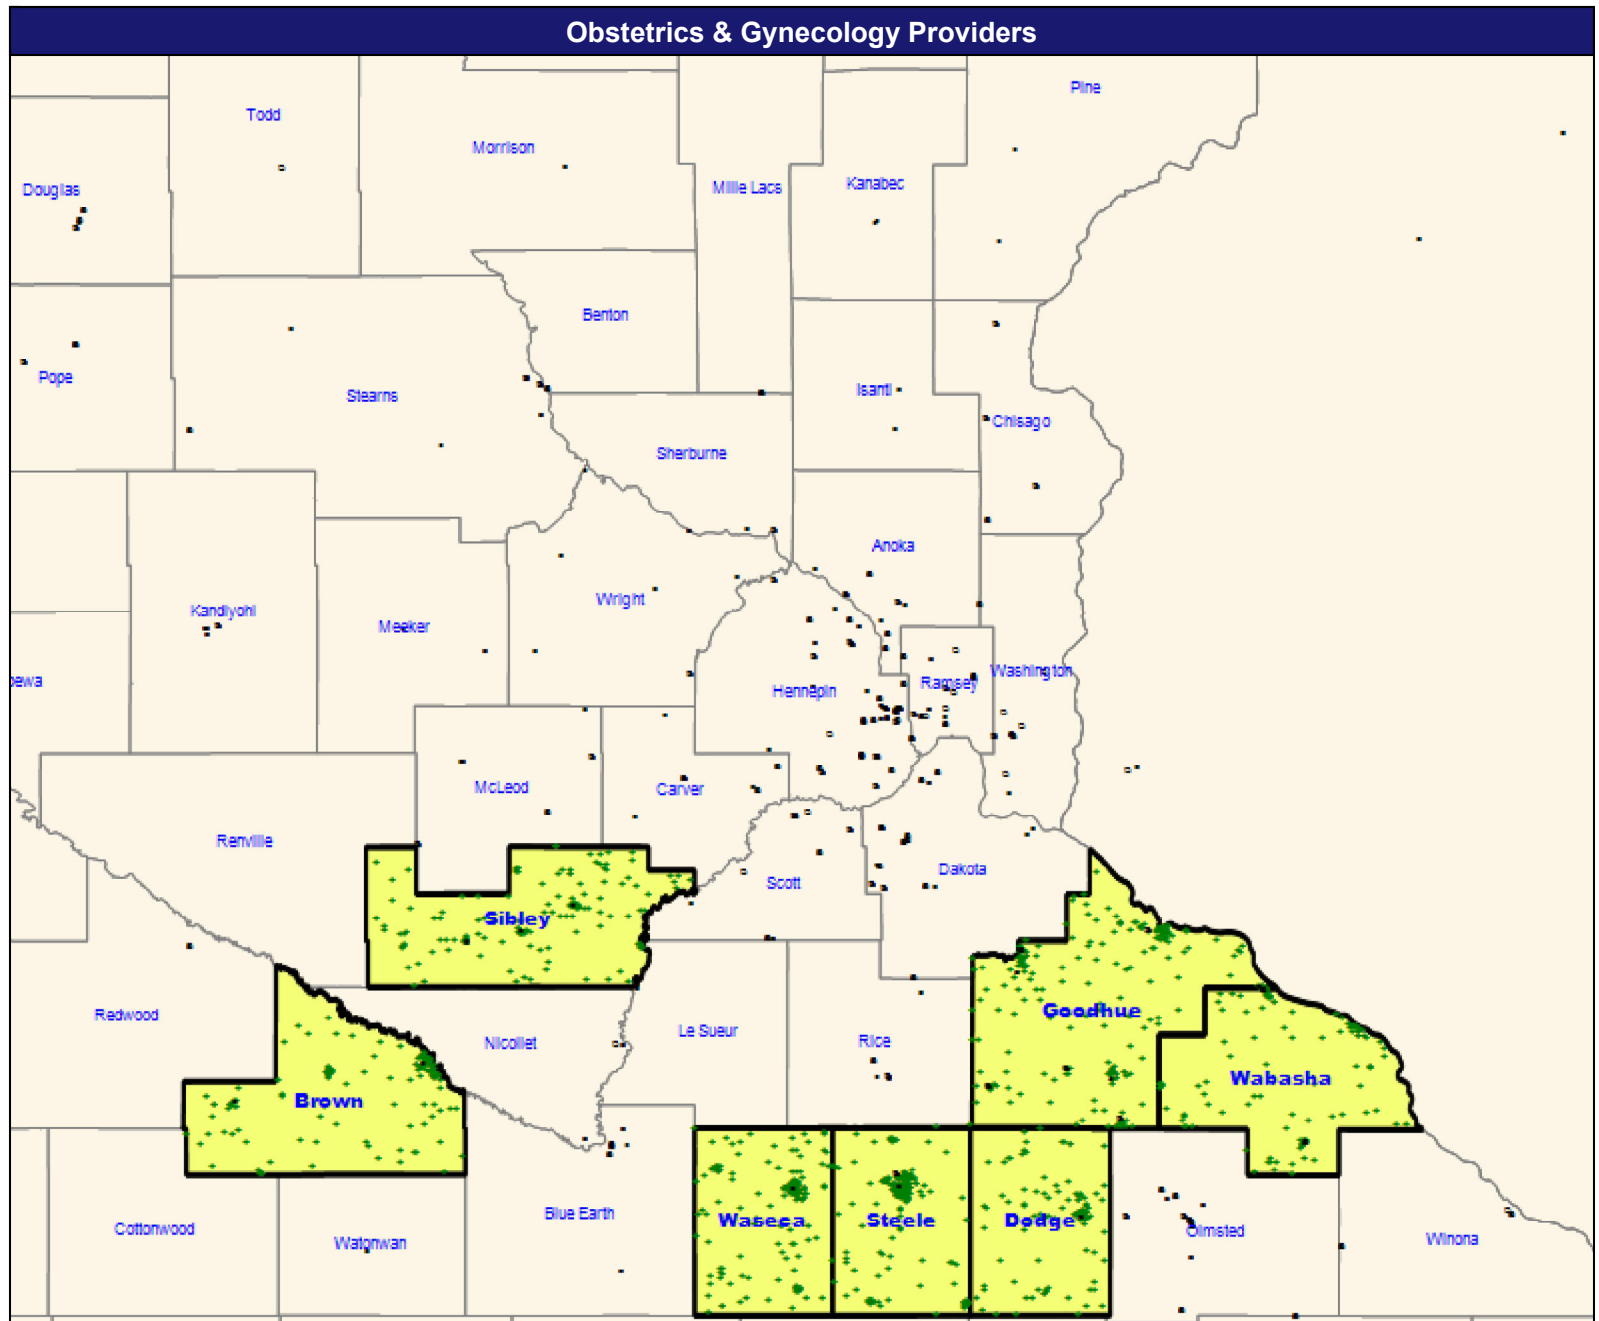 Obstetrics & Gynecology Providers
Pine
Todd
Morrison
Douglas
Mille Lacs
Kanabec
Benton
Pope
Stearns
Isanti
Chisago
Sherburne
Anoka
Kandiyohi
Wright
Meeker
ewa
Washington
Hennepin
Ramsey
McLeod
Carver
Renville
Scott
Dakota
Sibley
Redwood
Goodhue
Nicollet
Le Sueur
Rice
Wabasha
Brown
Blue Earth
Waseca
Steele
Dodge
Cottonwood
Watonwan
Olmsted
Winona